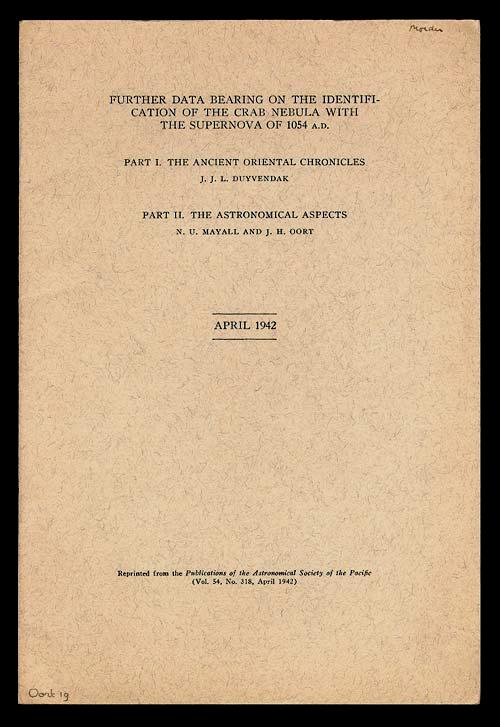 FURTHER DATA BEARING ON THE IDENTIFI-
CATION OF THE CRAB NEBULA WITH
THE SUPERNOVA OF 1054 A.D.
PART I. THE ANCIENT ORIENTAL CHRONICLES
J. J. L. DUYVENDAK
PART II. THE ASTRONOMICAL ASPECTS
N. U. MAYALL AND J. H. OORT
APRIL 1942
Reprinted from the Publications of the Astronomical Society of the Pacific
(Vol. 54, No. 318, April 1942)
Oort 19